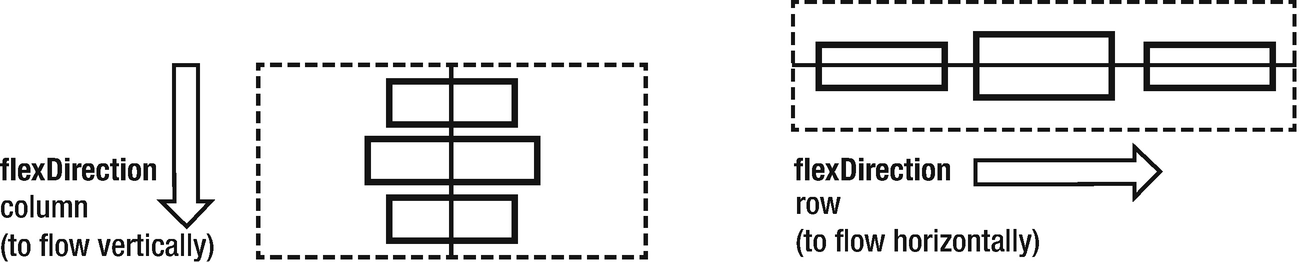 flexDirection
column
(to flow vertically)
flexDirection
row
(to flow horizontally)